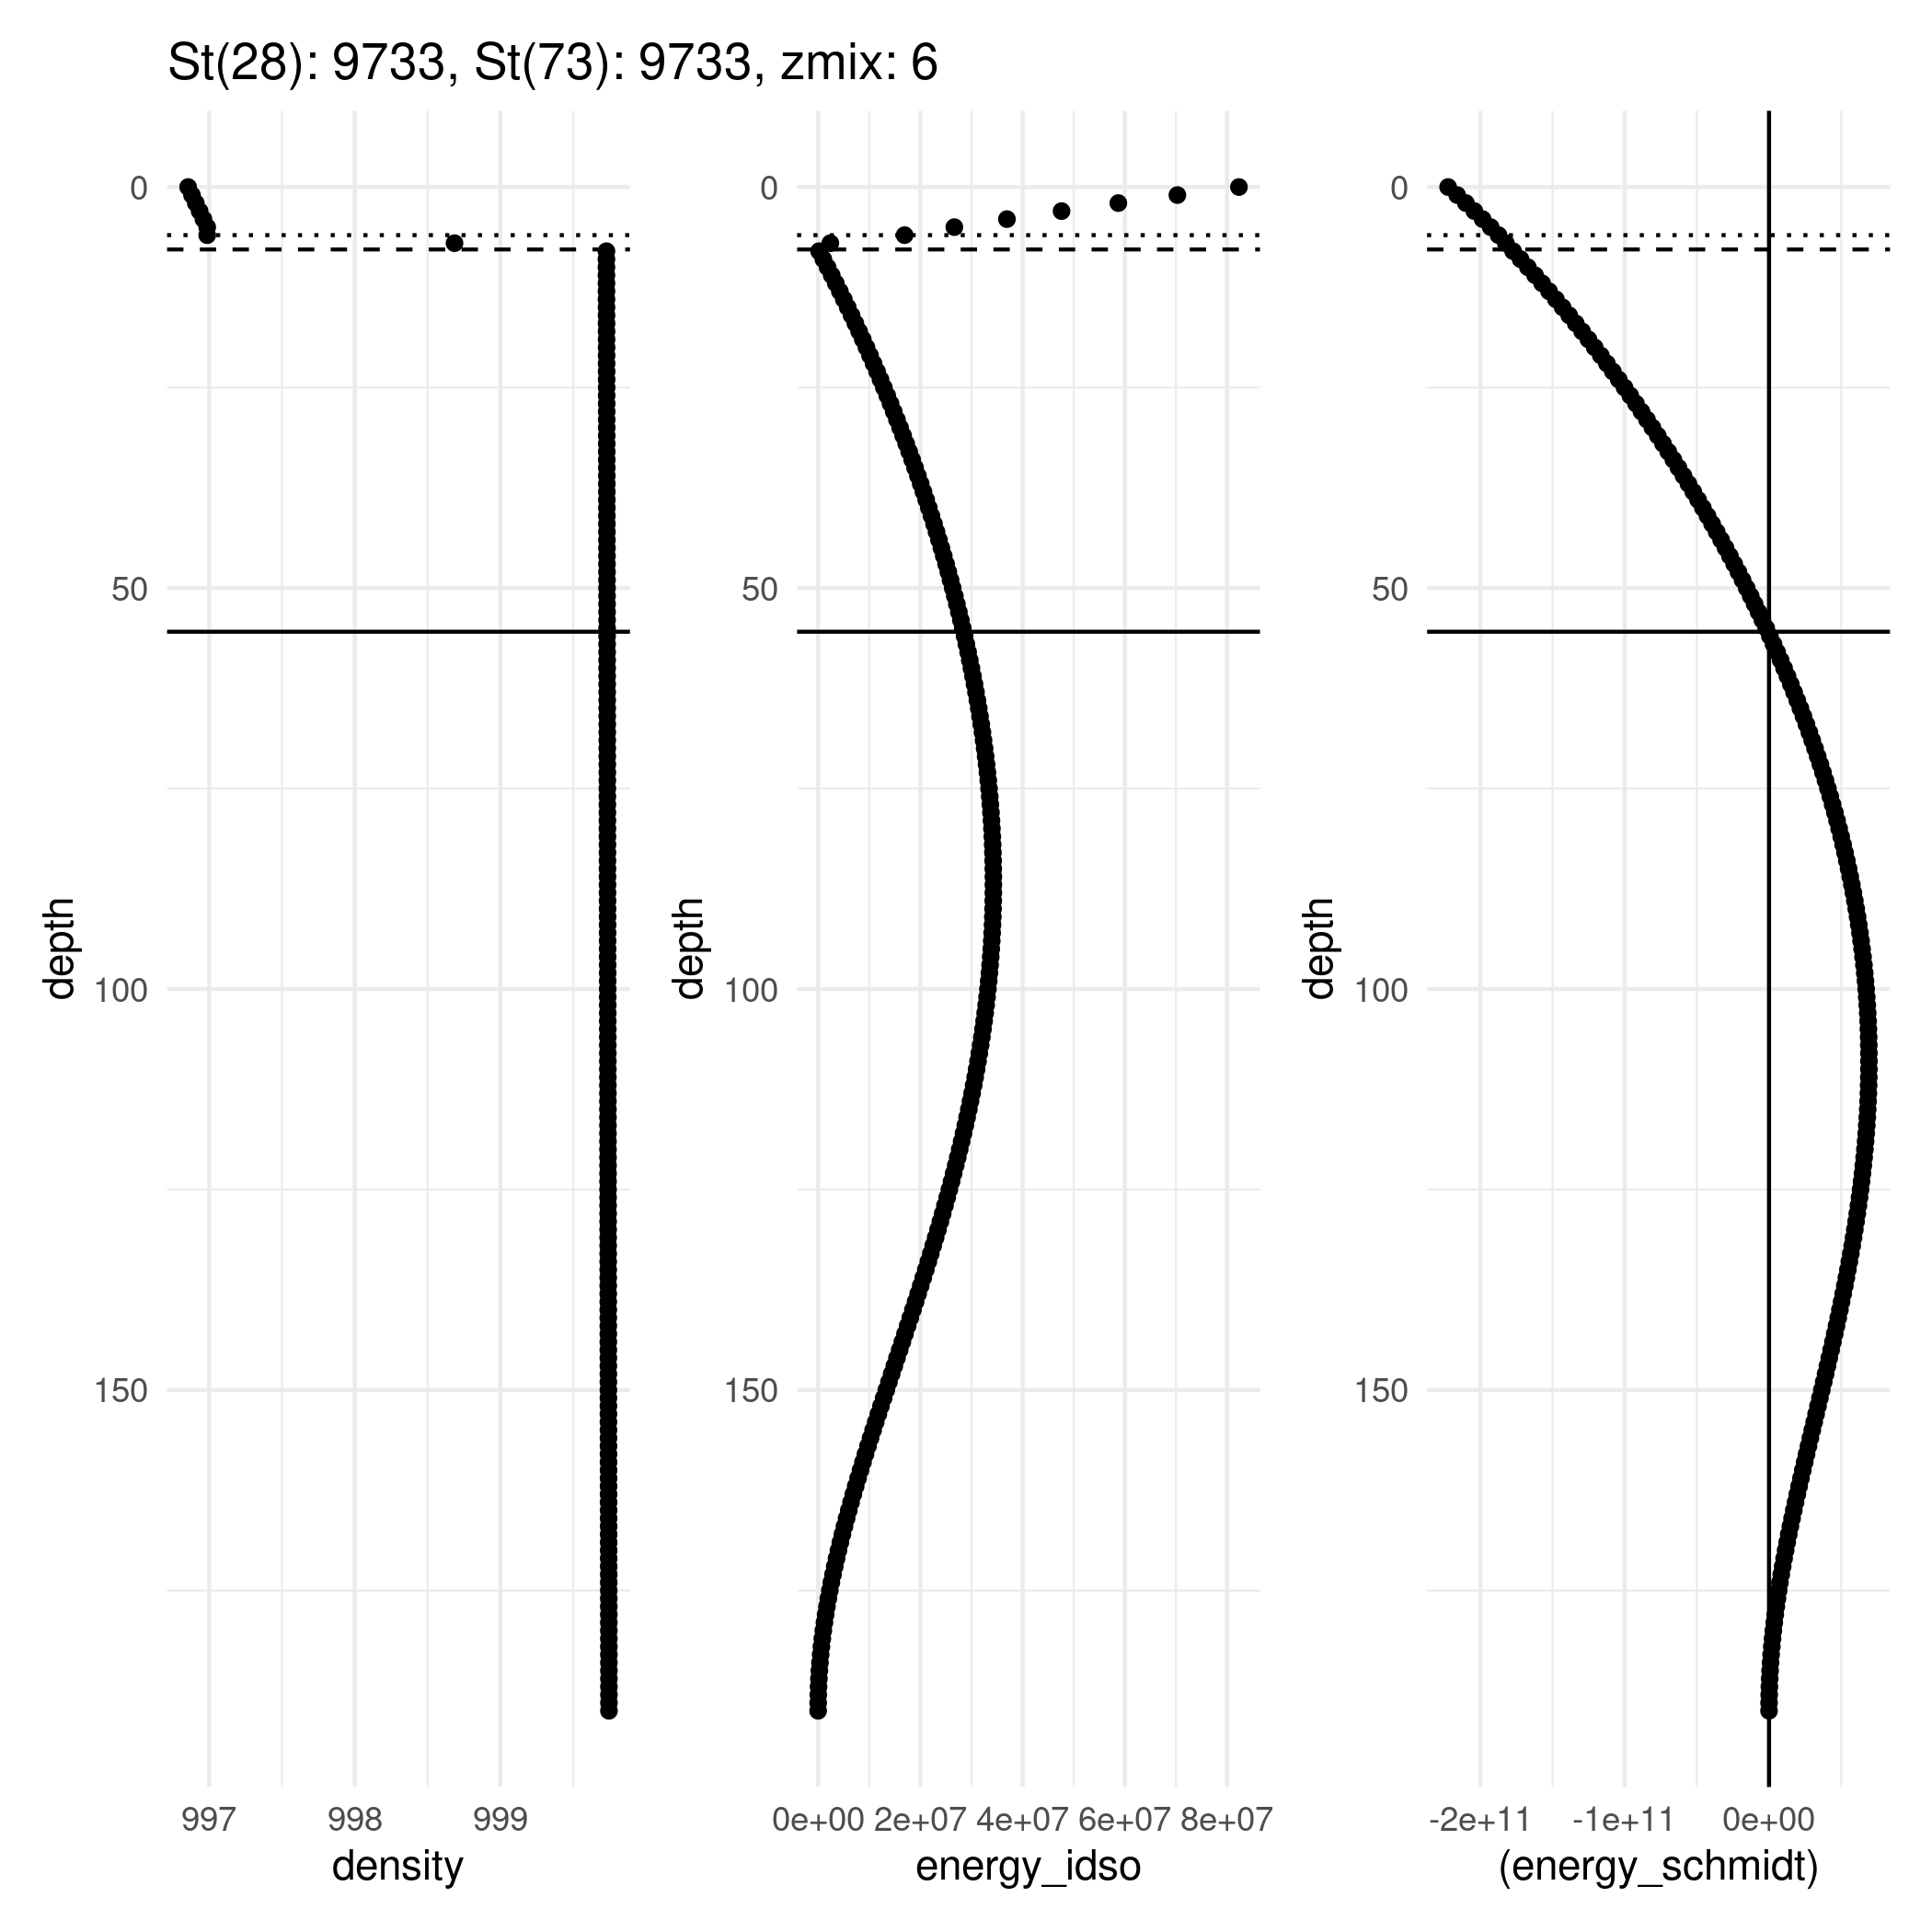 St(28): 9733, St(73): 9733, zmix: 6
0
50
100
150
depth
997 998 999
density
0
50
100
150
depth
0e+00 2e+07 4e+07 6e+07 8e+07
energy_idso
0
50
100
150
depth
-2e+11 -1e+11 0e+00
(energy_schmidt)